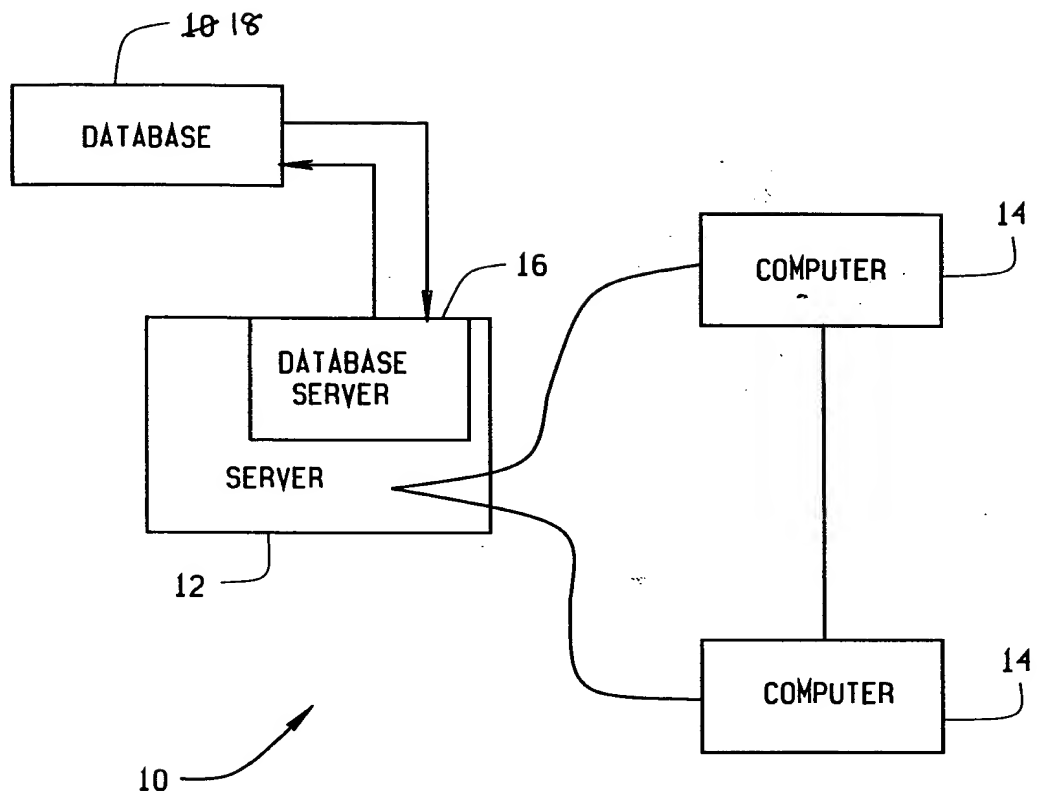 10 18
DATABASE
14
COMPUTER
16
DATABASE
SERVER
SERVER
12
14
COMPUTER
10